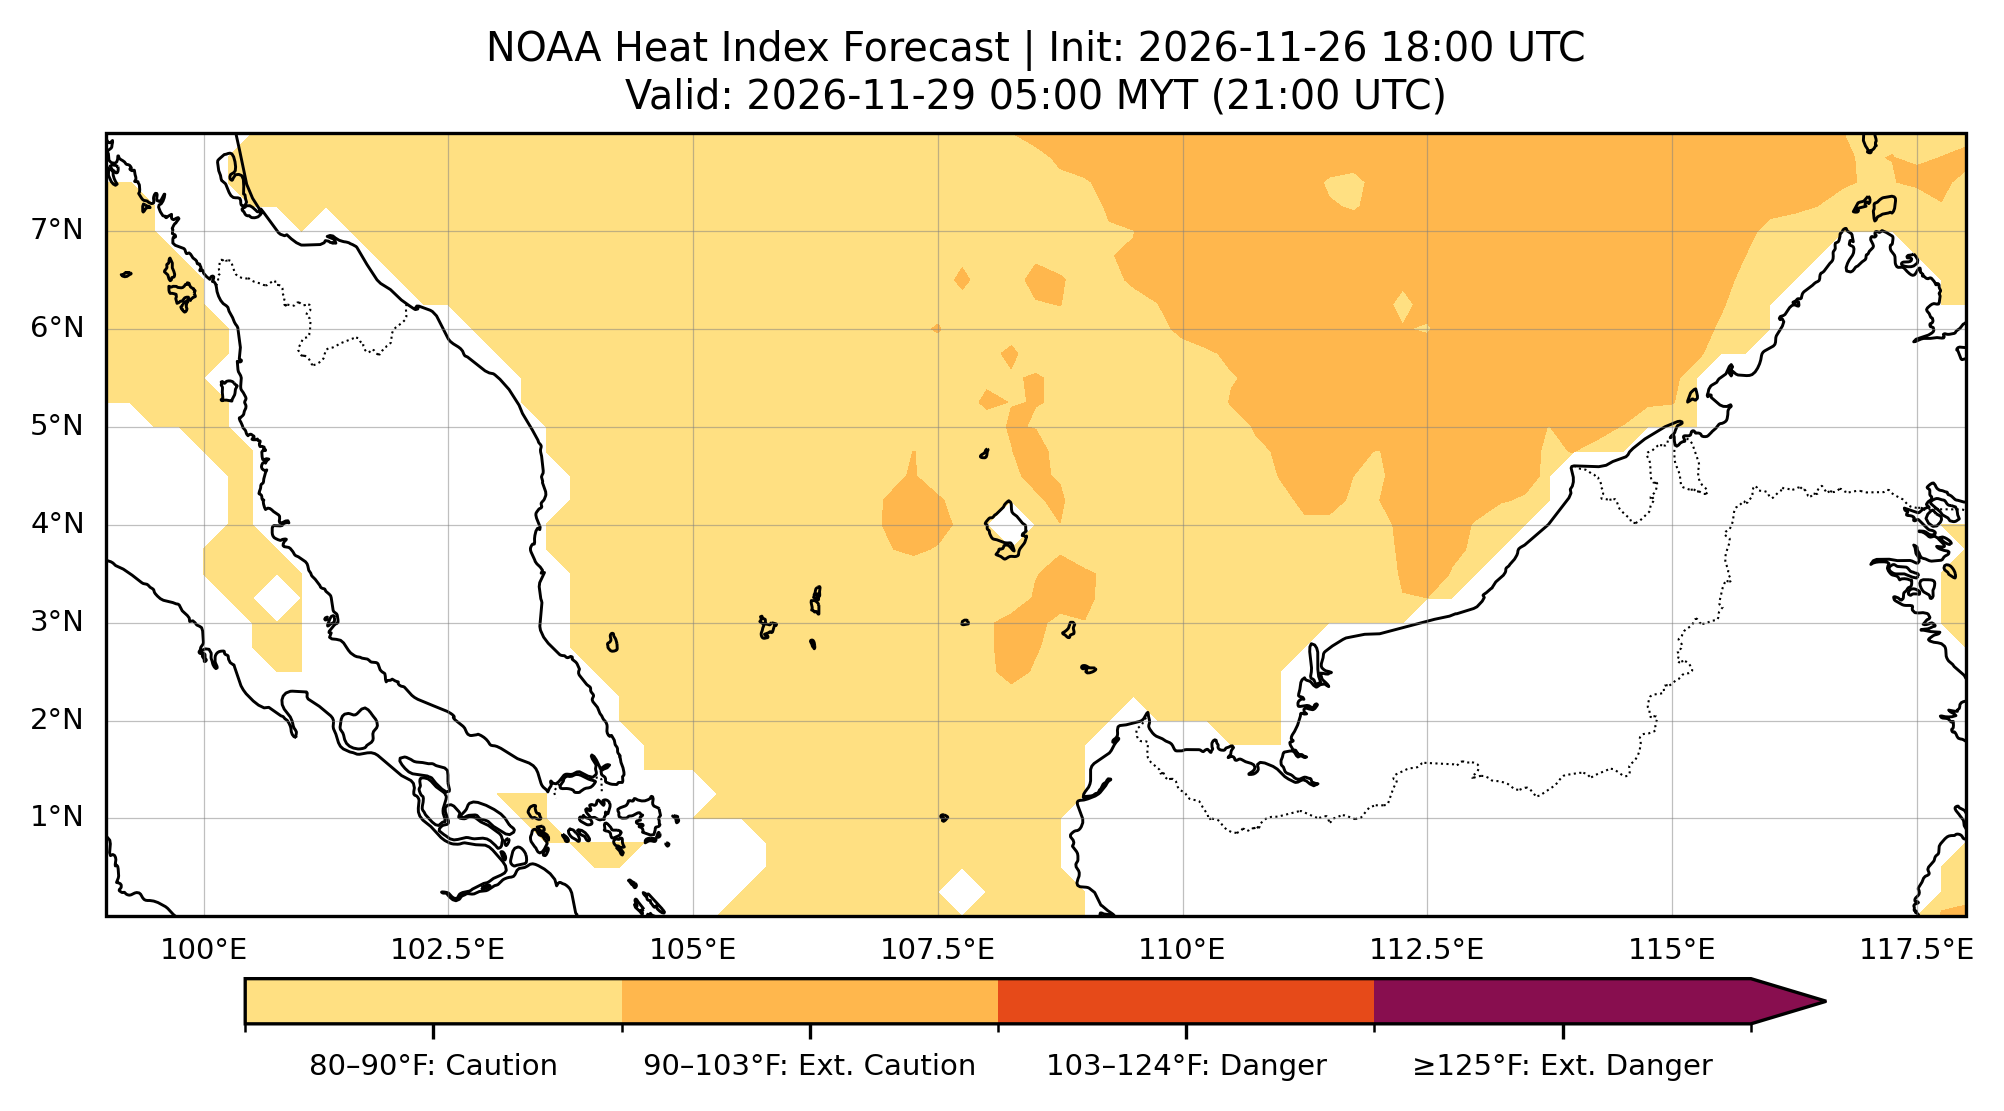 NOAA Heat Index Forecast | Init: 2026-11-26 18:00 UTC
Valid: 2026-11-29 05:00 MYT (21:00 UTC)
7°N
6°N
5°N
4°N
3°N
2°N
1°N
100°E 102.5°E 105°E 107.5°E 110°E 112.5°E 115°E 117.5°E
80–90°F: Caution 90–103°F: Ext. Caution 103–124°F: Danger ≥125°F: Ext. Danger